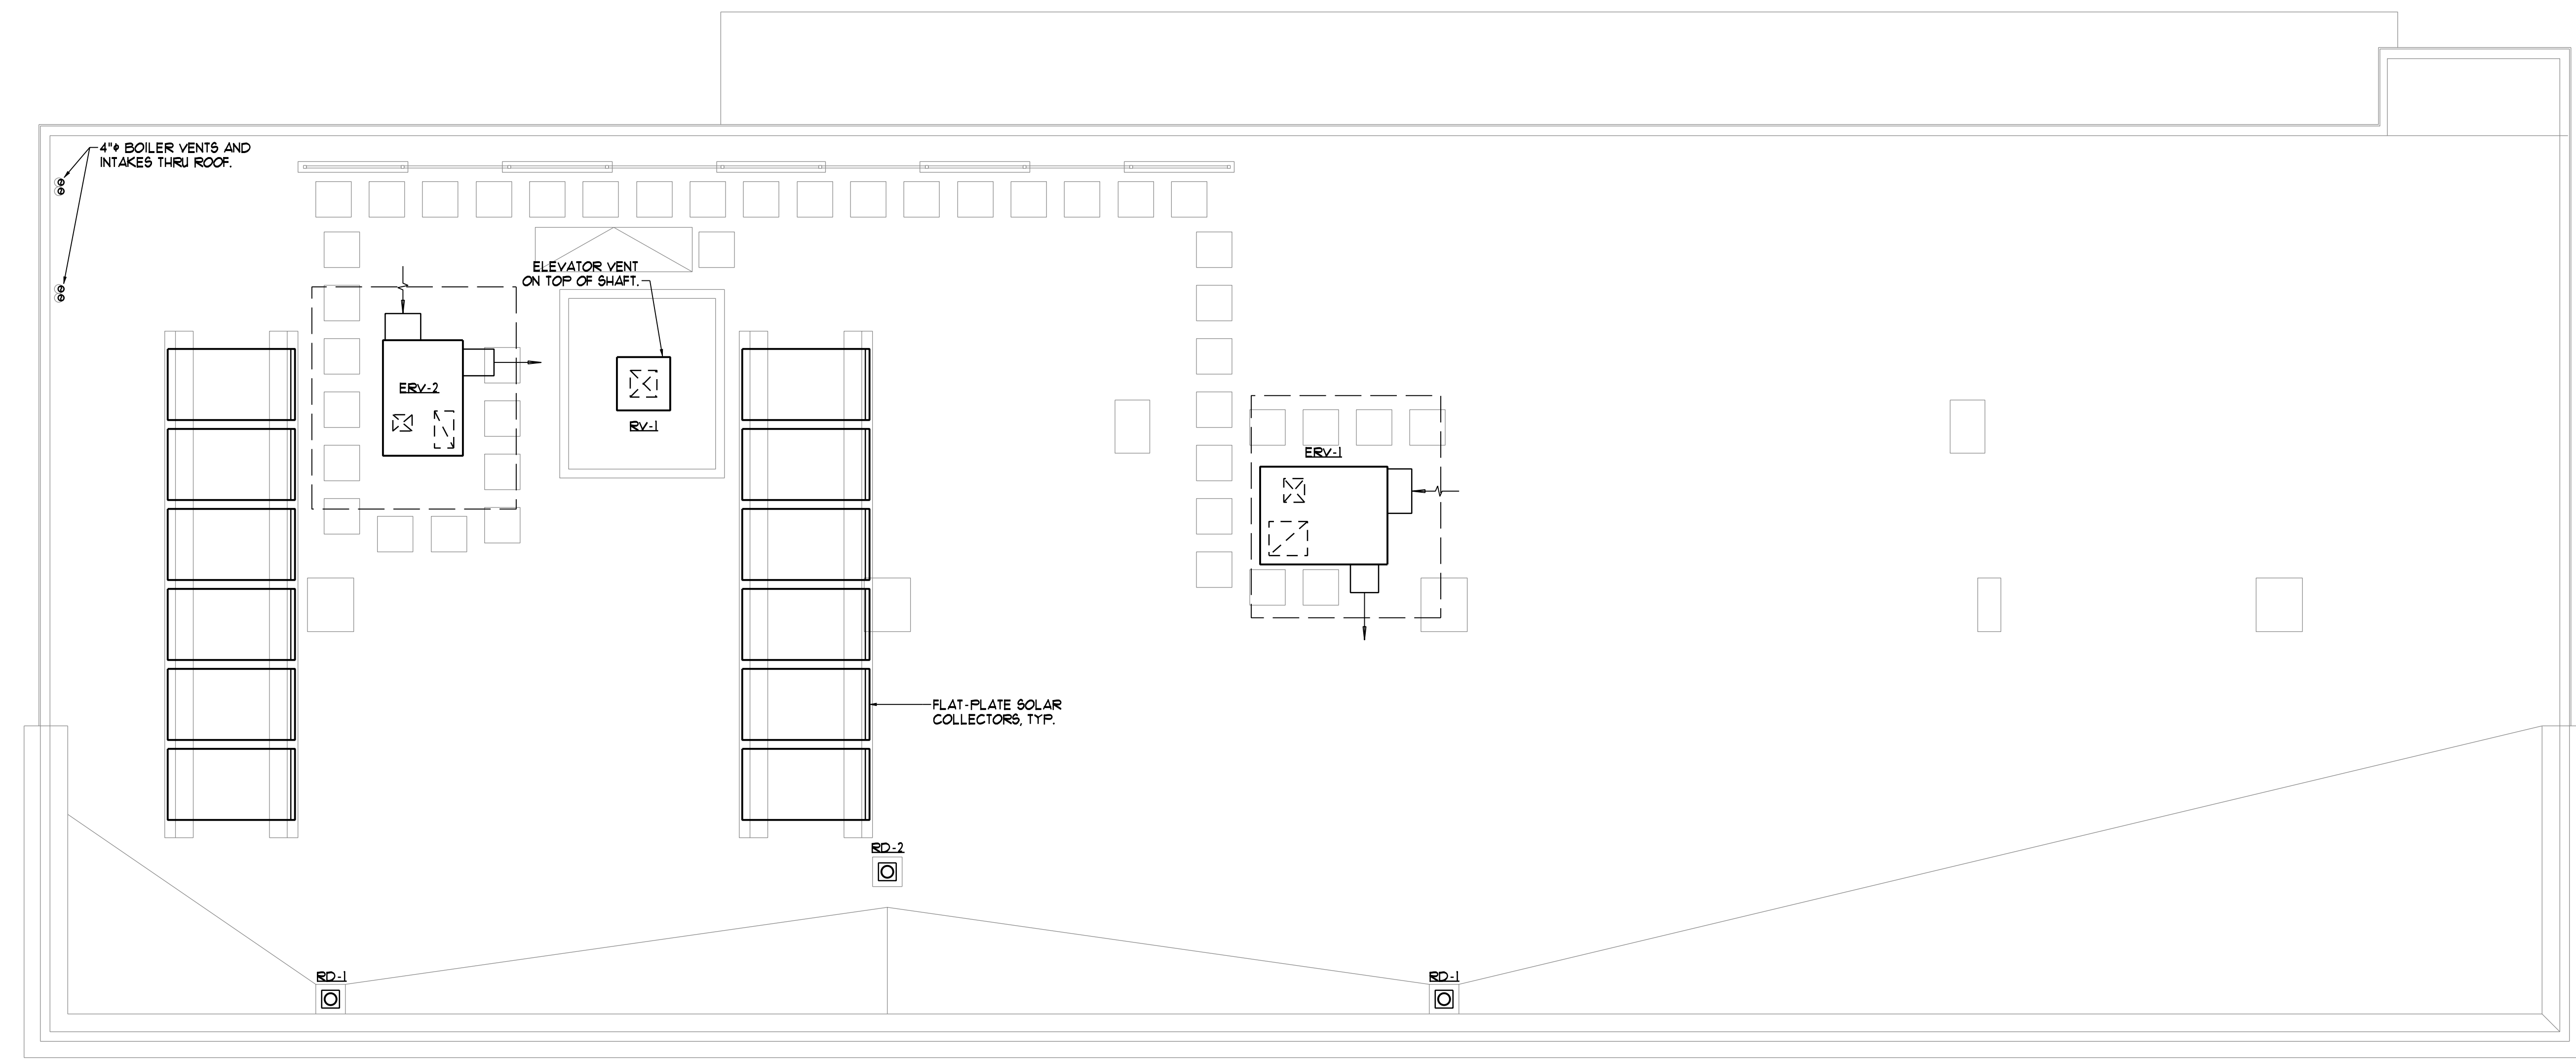 4"φ BOILER VENTS AND
INTAKES THRU ROOF.
ELEVATOR VENT
ON TOP OF SHAFT.
ERV-2
RV-1
ERV-1
FLAT-PLATE SOLAR
COLLECTORS, TYP.
RD-2
RD-1
RD-1